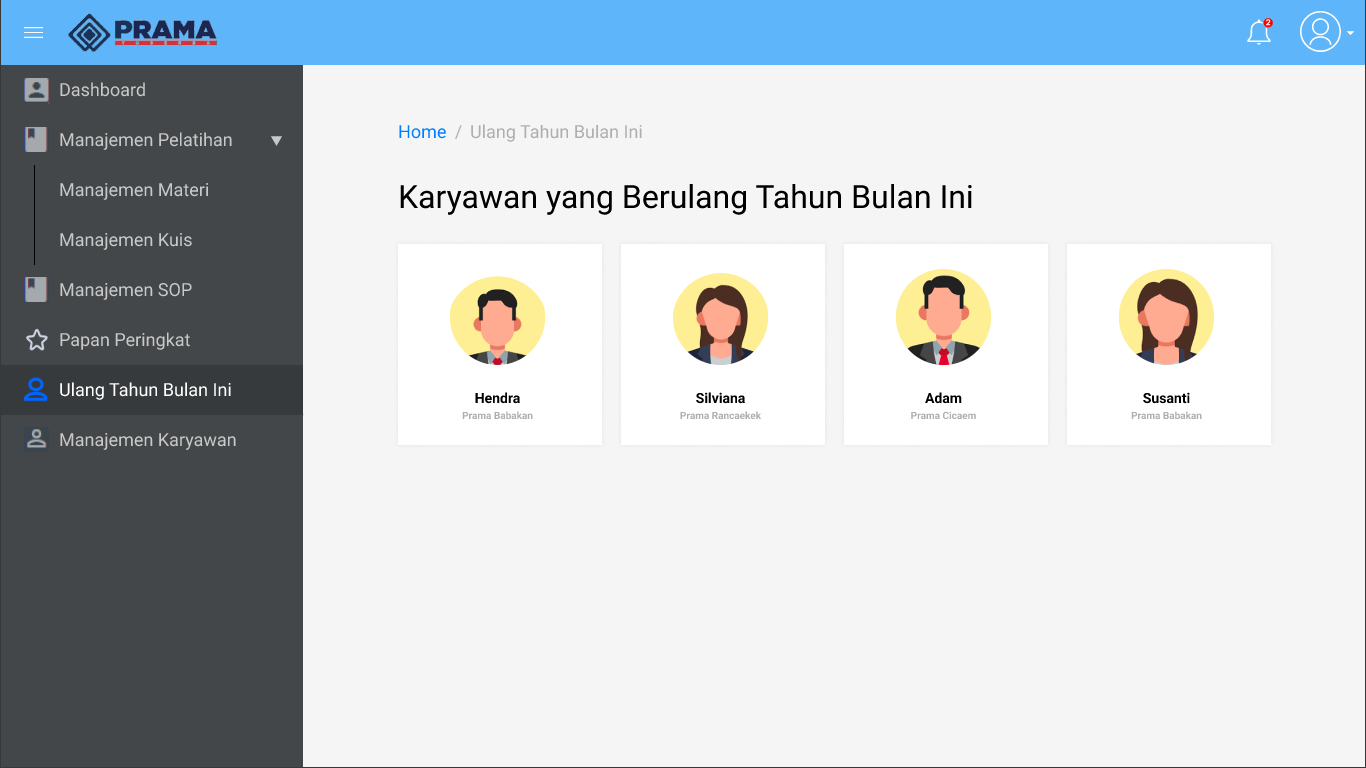 PRAMA
2
Dashboard
Manajemen Pelatihan
Manajemen Materi
Manajemen Kuis
Manajemen SOP
Papan Peringkat
Ulang Tahun Bulan Ini
Manajemen Karyawan
Home / Ulang Tahun Bulan Ini
Karyawan yang Berulang Tahun Bulan Ini
Hendra
Prama Babakan
Silviana
Prama Rancaekek
Adam
Prama Cicaem
Susanti
Prama Babakan